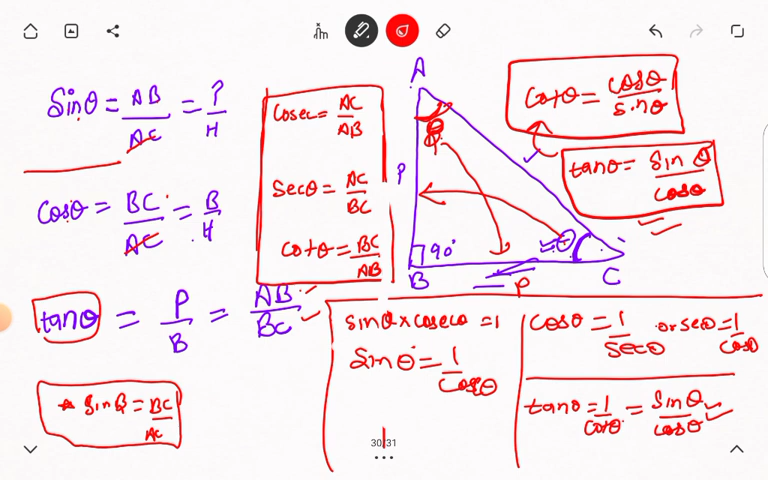 Sinθ = AB/AC = P/H
Cosθ = BC/AC = B/H
tanθ = P/B = AB/BC
* Sinθ = BC/AC
Cosec = AC/AB
Secθ = AC/BC
Cotθ = BC/AB
A
θ
P
90°
B
θ
P
C
Cotθ = Cosθ/Sinθ
tanθ = Sinθ/Cosθ
Sinθ x Cosecθ = 1
Sinθ = 1/Cosθ
Cosθ = 1/Secθ or Secθ = 1/Cosθ
tanθ = 1/Cotθ = Sinθ/Cosθ
30/31